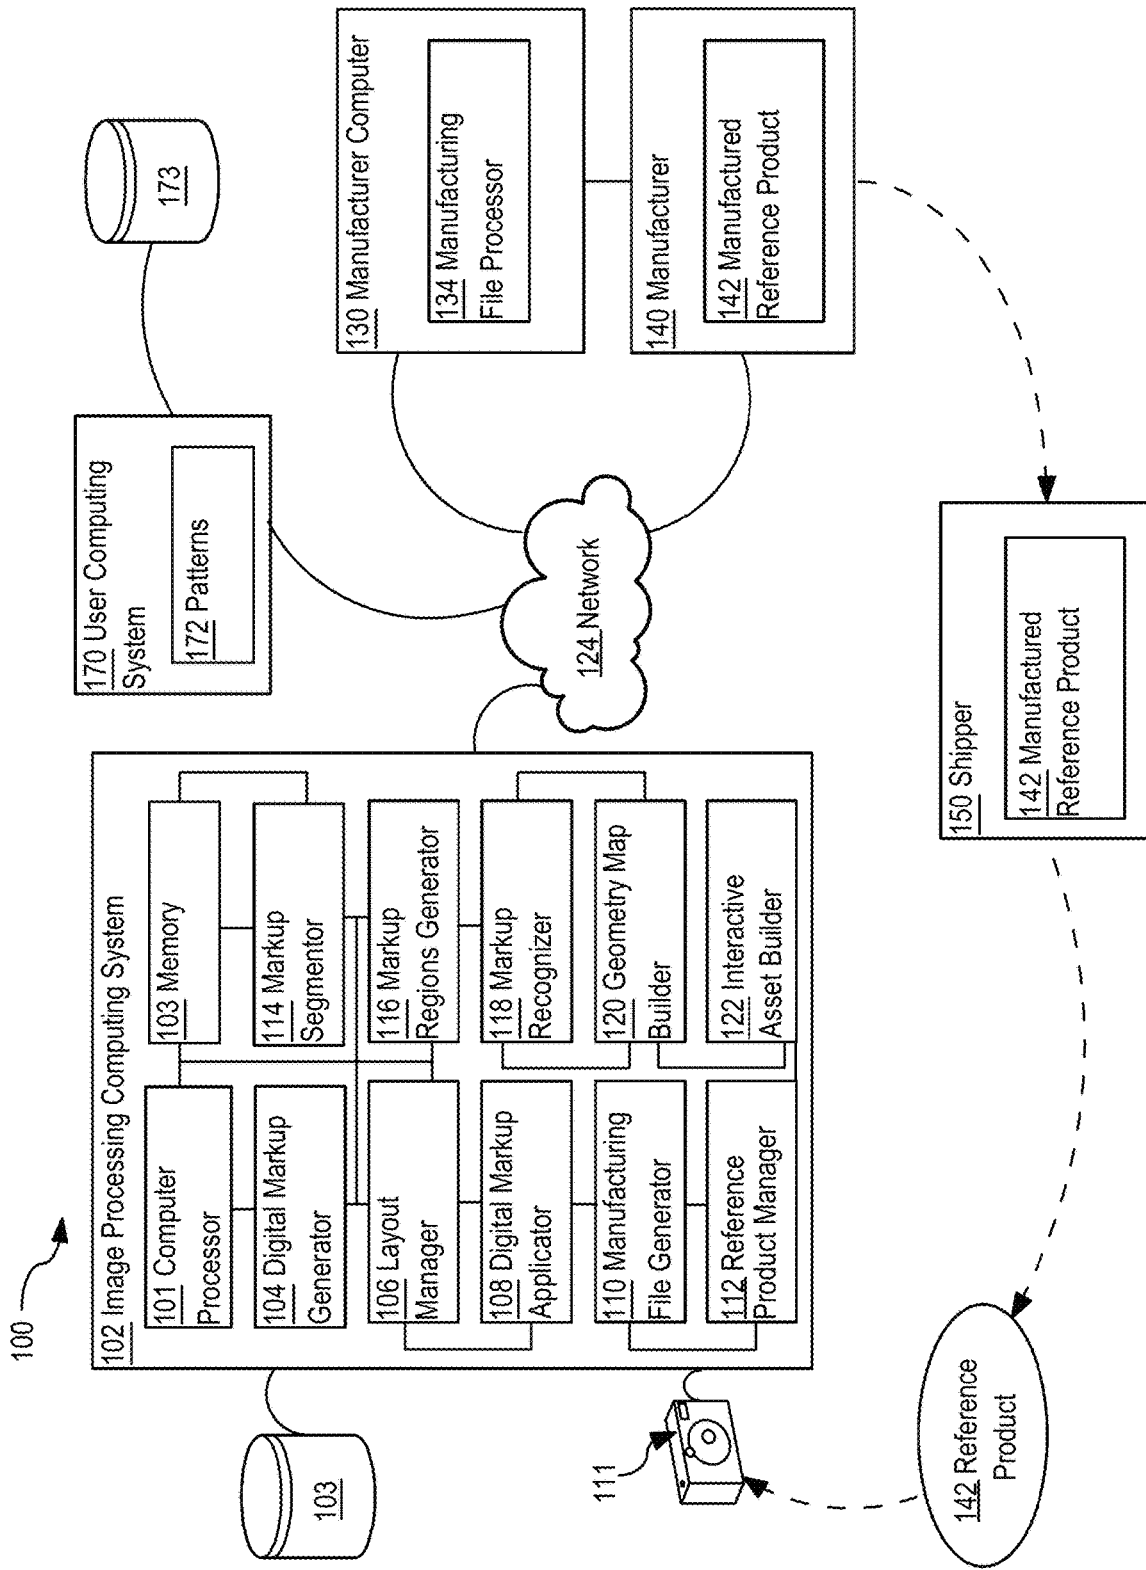 100
102 Image Processing Computing System
101 Computer
Processor
103 Memory
104 Digital Markup
Generator
114 Markup
Segmentor
106 Layout
Manager
116 Markup
Regions Generator
108 Digital Markup
Applicator
118 Markup
Recognizer
110 Manufacturing
File Generator
120 Geometry Map
Builder
112 Reference
Product Manager
122 Interactive
Asset Builder
103
111
142 Reference
Product
170 User Computing
System
172 Patterns
173
124 Network
130 Manufacturer Computer
134 Manufacturing
File Processor
140 Manufacturer
142 Manufactured
Reference Product
150 Shipper
142 Manufactured
Reference Product